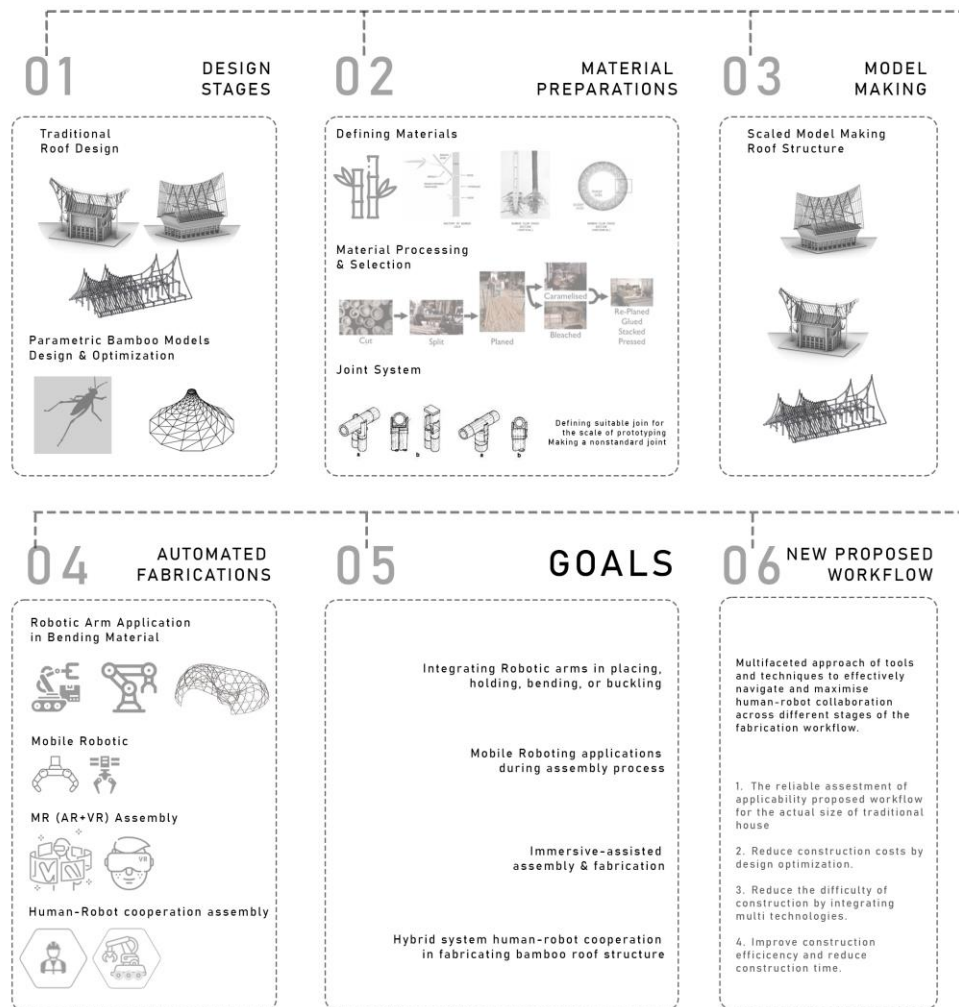 01
DESIGN
STAGES
Traditional
Roof Design
Parametric Bamboo Models
Design & Optimization
02
MATERIAL
PREPARATIONS
Defining Materials
Material Processing
& Selection
Cut
Split
Planed
Caramelised
Bleached
Re-Planed
Glued
Stacked
Pressed
Joint System
a
b
a
b
Defining suitable join for
the scale of prototyping
Making a nonstandard joint
03
MODEL
MAKING
Scaled Model Making
Roof Structure
04
AUTOMATED
FABRICATIONS
Robotic Arm Application
in Bending Material
Mobile Robotic
MR (AR+VR) Assembly
VR
Human-Robot cooperation assembly
05
GOALS
Integrating Robotic arms in placing,
holding, bending, or buckling
Mobile Roboting applications
during assembly process
Immersive-assisted
assembly & fabrication
Hybrid system human-robot cooperation
in fabricating bamboo roof structure
06
NEW PROPOSED
WORKFLOW
Multifaceted approach of tools
and techniques to effectively
navigate and maximise
human-robot collaboration
across different stages of the
fabrication workflow.
1. The reliable assestment of
applicability proposed workflow
for the actual size of traditional
house
2. Reduce construction costs by
design optimization.
3. Reduce the difficulty of
construction by integrating
multi technologies.
4. Improve construction
efficicency and reduce
construction time.